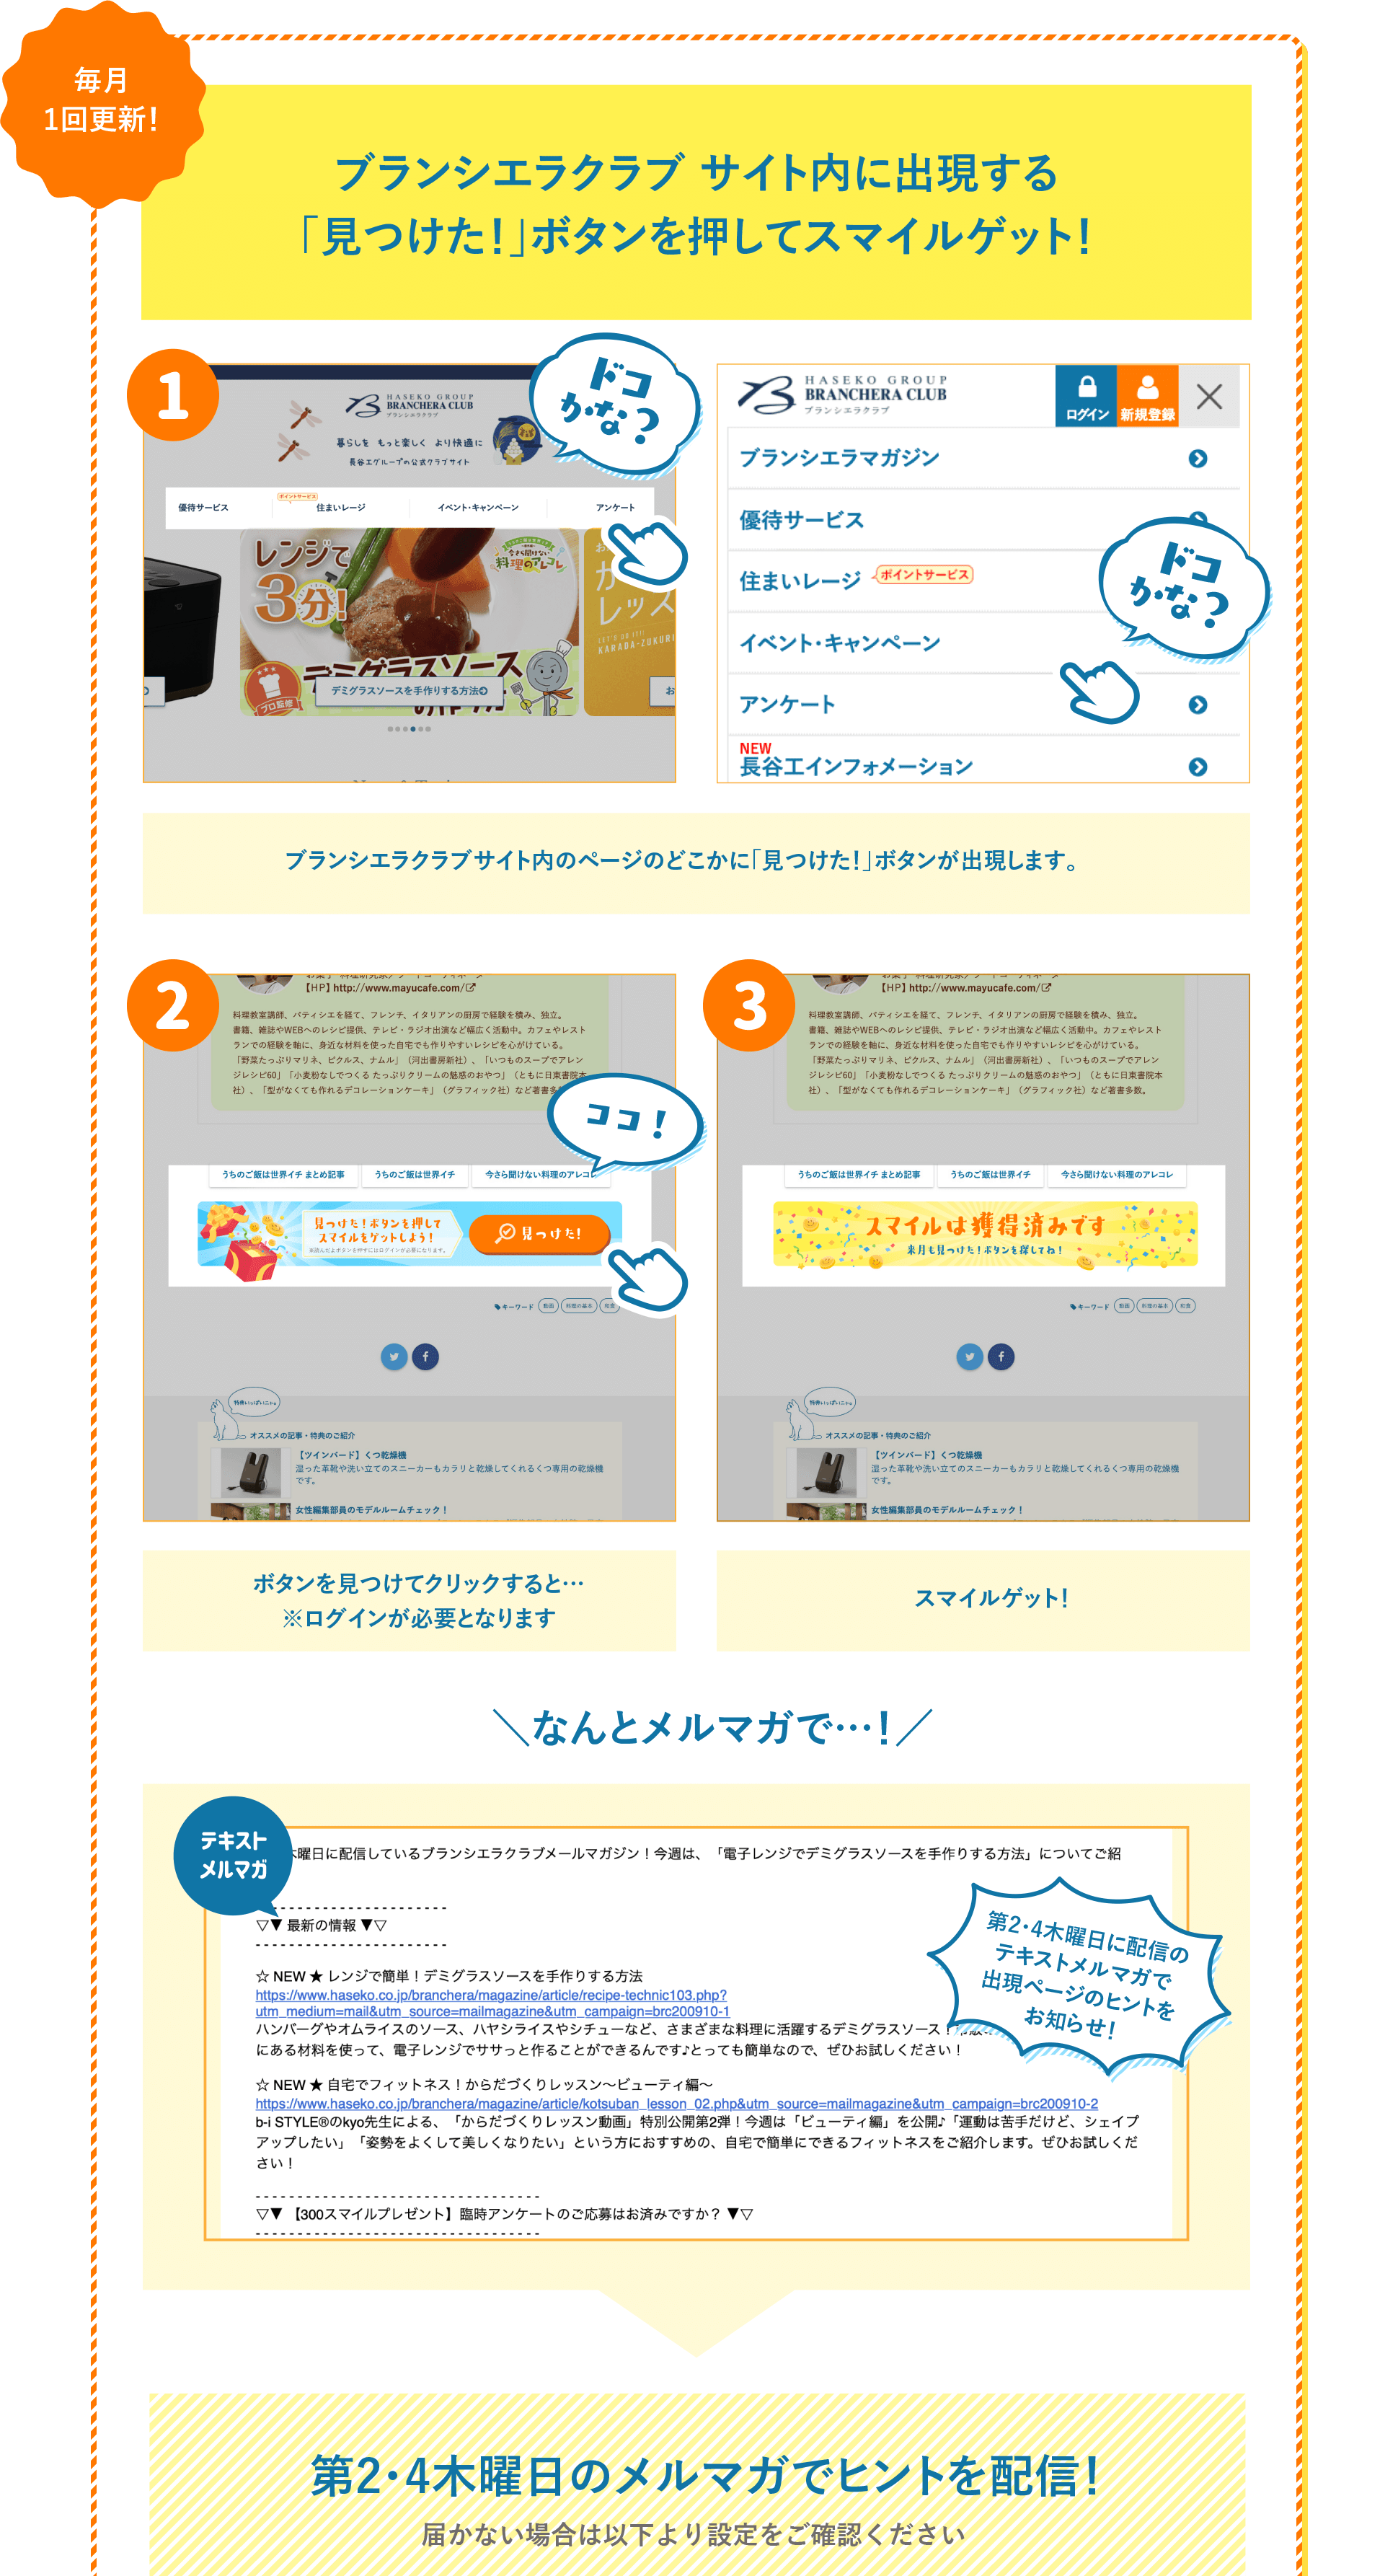 毎月
1回更新！
ブランシエラクラブ サイト内に出現する
「見つけた！」ボタンを押してスマイルゲット！
1
HASEKO GROUP
BRANCHERA CLUB
ブランシエラクラブ
暮らしを もっと楽しく より快適に
長谷工グループの公式クラブサイト
ドコ
かな？
優待サービス
ポイントサービス
住まいレージ
イベント・キャンペーン
アンケート
レンジで
3分！
今さら聞けない
料理のアレコレ
プロ監修
デミグラスソース
デミグラスソースを手作りする方法
レッス
LET'S GO FIT!
KARADA-ZUKURI
HASEKO GROUP
BRANCHERA CLUB
ブランシエラクラブ
ログイン
新規登録
ブランシエラマガジン
優待サービス
住まいレージ ポイントサービス
イベント・キャンペーン
アンケート
NEW
長谷工インフォメーション
ドコ
かな？
ブランシエラクラブサイト内のページのどこかに「見つけた！」ボタンが出現します。
2
【HP】http://www.mayucafe.com/
料理教室講師、パティシエを経て、フレンチ、イタリアンの厨房で経験を積み、独立。
書籍、雑誌やWEBへのレシピ提供、テレビ・ラジオ出演など幅広く活動中。カフェやレスト
ランでの経験を軸に、身近な材料を使った自宅でも作りやすいレシピを心がけている。
「野菜たっぷりマリネ、ピクルス、ナムル」（河出書房新社）、「いつものスープでアレン
ジレシピ60」「小麦粉なしでつくる たっぷりクリームの魅惑のおやつ」（ともに日東書院本
社）、「型がなくても作れるデコレーションケーキ」（グラフィック社）など著書多
ココ！
うちのご飯は世界イチ まとめ記事
うちのご飯は世界イチ
今さら聞けない料理のアレコレ
見つけた！ボタンを押して
スマイルをゲットしよう！
※読んだよボタンを押すにはログインが必要になります。
見つけた！
キーワード 動画 料理の基本 和食
特典いっぱいニャ。
オススメの記事・特典のご紹介
【ツインバード】くつ乾燥機
湿った革靴や洗い立てのスニーカーもカラリと乾燥してくれるくつ専用の乾燥機
です。
女性編集部員のモデルルームチェック！
3
【HP】http://www.mayucafe.com/
料理教室講師、パティシエを経て、フレンチ、イタリアンの厨房で経験を積み、独立。
書籍、雑誌やWEBへのレシピ提供、テレビ・ラジオ出演など幅広く活動中。カフェやレスト
ランでの経験を軸に、身近な材料を使った自宅でも作りやすいレシピを心がけている。
「野菜たっぷりマリネ、ピクルス、ナムル」（河出書房新社）、「いつものスープでアレン
ジレシピ60」「小麦粉なしでつくる たっぷりクリームの魅惑のおやつ」（ともに日東書院本
社）、「型がなくても作れるデコレーションケーキ」（グラフィック社）など著書多数。
うちのご飯は世界イチ まとめ記事
うちのご飯は世界イチ
今さら聞けない料理のアレコレ
スマイルは獲得済みです
来月も見つけた！ボタンを探してね！
キーワード 動画 料理の基本 和食
特典いっぱいニャ。
オススメの記事・特典のご紹介
【ツインバード】くつ乾燥機
湿った革靴や洗い立てのスニーカーもカラリと乾燥してくれるくつ専用の乾燥機
です。
女性編集部員のモデルルームチェック！
ボタンを見つけてクリックすると…
※ログインが必要となります
スマイルゲット！
＼なんとメルマガで…！／
テキスト
メルマガ
木曜日に配信しているブランシエラクラブメールマガジン！今週は、「電子レンジでデミグラスソースを手作りする方法」についてご紹
▽▼ 最新の情報 ▼▽
☆ NEW ★ レンジで簡単！デミグラスソースを手作りする方法
https://www.haseko.co.jp/branchera/magazine/article/recipe-technic103.php?
utm_medium=mail&utm_source=mailmagazine&utm_campaign=brc200910-1
ハンバーグやオムライスのソース、ハヤシライスやシチューなど、さまざまな料理に活躍するデミグラスソース！
にある材料を使って、電子レンジでササっと作ることができるんです♪とっても簡単なので、ぜひお試しください！
☆ NEW ★ 自宅でフィットネス！からだづくりレッスン～ビューティ編～
https://www.haseko.co.jp/branchera/magazine/article/kotsuban_lesson_02.php&utm_source=mailmagazine&utm_campaign=brc200910-2
b-i STYLE®のkyo先生による、「からだづくりレッスン動画」特別公開第2弾！今週は「ビューティ編」を公開♪「運動は苦手だけど、シェイプ
アップしたい」「姿勢をよくして美しくなりたい」という方におすすめの、自宅で簡単にできるフィットネスをご紹介します。ぜひお試しくだ
さい！
▽▼ 【300スマイルプレゼント】臨時アンケートのご応募はお済みですか？ ▼▽
第2・4木曜日に配信の
テキストメルマガで
出現ページのヒントを
お知らせ！
第2・4木曜日のメルマガでヒントを配信！
届かない場合は以下より設定をご確認ください